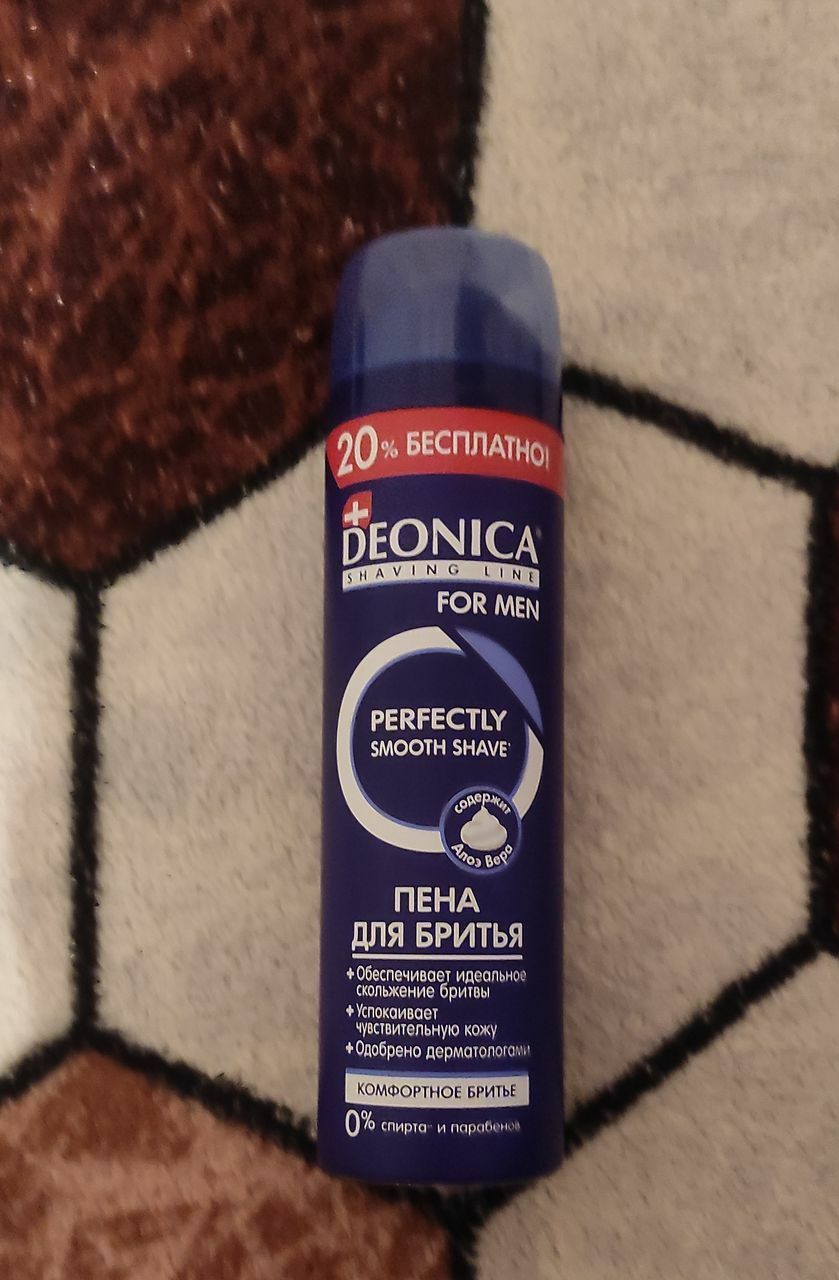 20% БЕСПЛАТНО!
DEONICA
SHAVING LINE
FOR MEN
PERFECTLY
SMOOTH SHAVE*
содержит
Алоэ Вера
ПЕНА
ДЛЯ БРИТЬЯ
+Обеспечивает идеальное
скольжение бритвы
+Успокаивает
чувствительную кожу
+Одобрено дерматологами
КОМФОРТНОЕ БРИТЬЕ
0% спирта** и парабенов